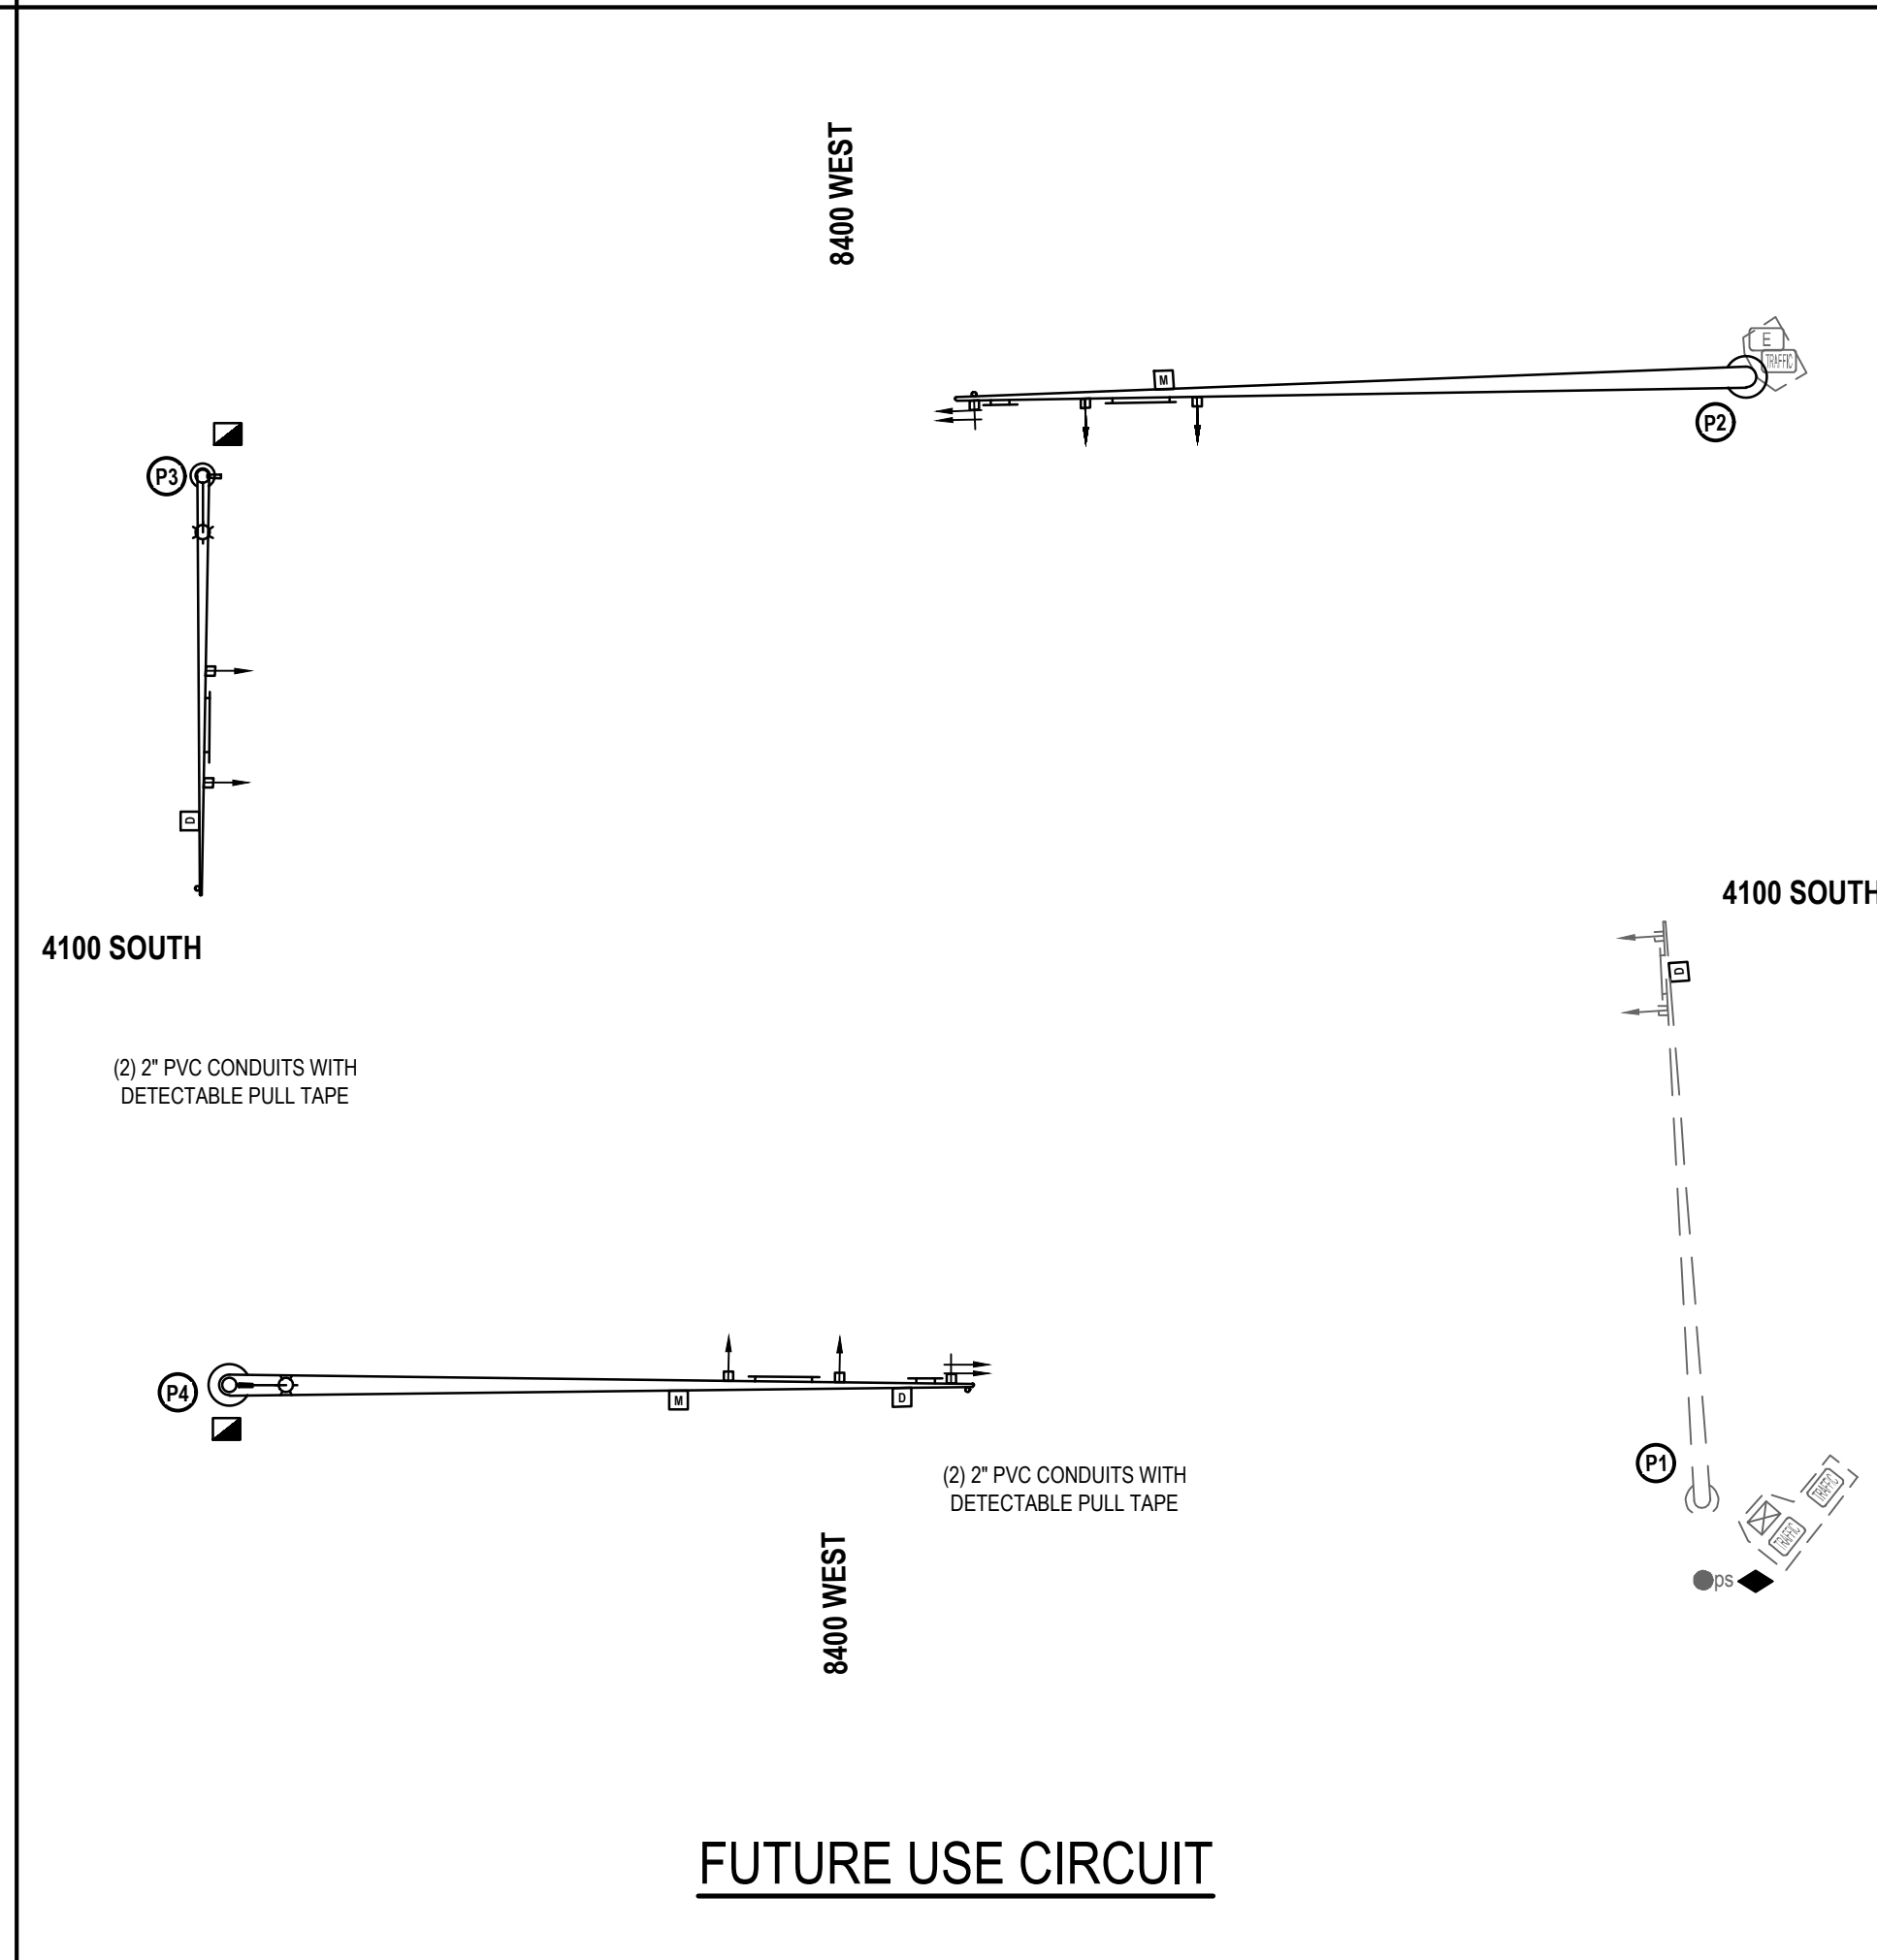 8400 WEST
E
TRAFFIC
M
P2
P3
D
4100 SOUTH
4100 SOUTH
D
(2) 2" PVC CONDUITS WITH
DETECTABLE PULL TAPE
P4
M
D
(2) 2" PVC CONDUITS WITH
DETECTABLE PULL TAPE
P1
TRAFFIC
TRAFFIC
ps
8400 WEST
FUTURE USE CIRCUIT